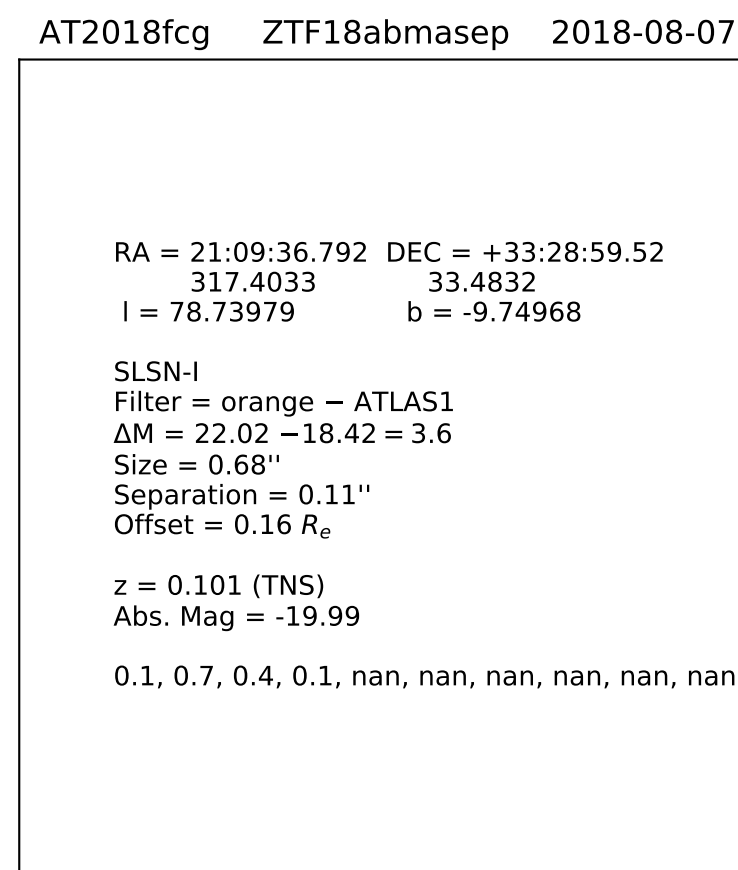 AT2018fcg ZTF18abmasep 2018-08-07
RA = 21:09:36.792 DEC = +33:28:59.52
317.4033 33.4832
l = 78.73979 b = -9.74968
SLSN-I
Filter = orange − ATLAS1
ΔM = 22.02 −18.42 = 3.6
Size = 0.68''
Separation = 0.11''
Offset = 0.16 Re
z = 0.101 (TNS)
Abs. Mag = -19.99
0.1, 0.7, 0.4, 0.1, nan, nan, nan, nan, nan, nan